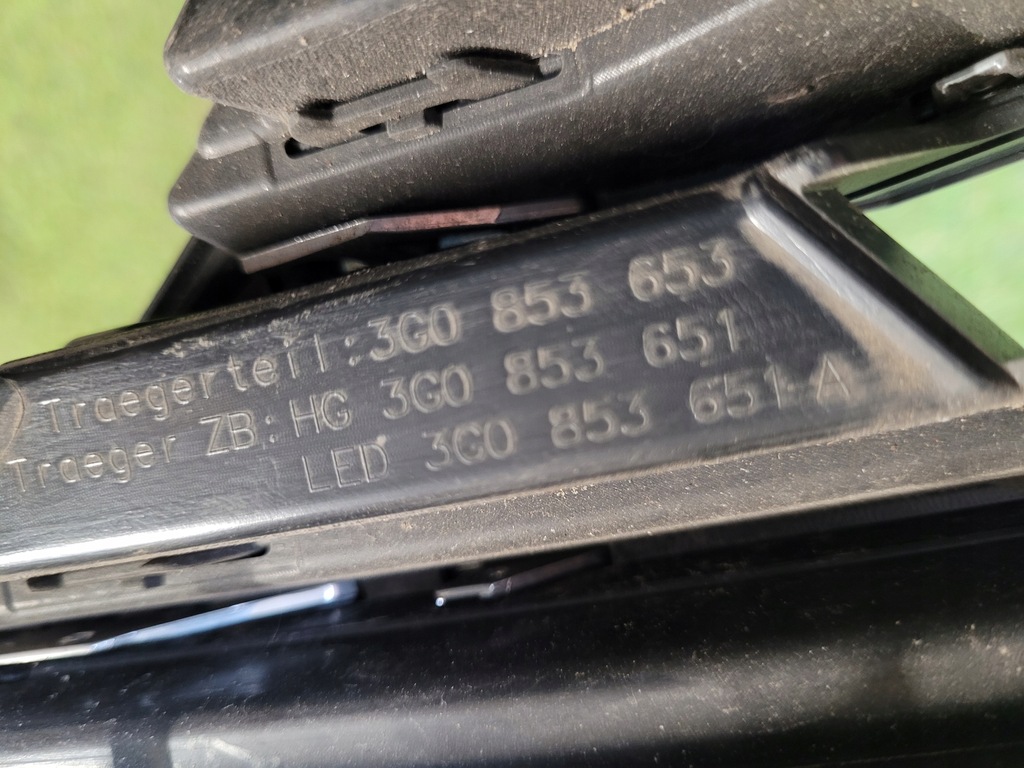 Traegerteil:3G0 853 653
Traeger ZB: HG 3G0 853 651
LED 3G0 853 651 A